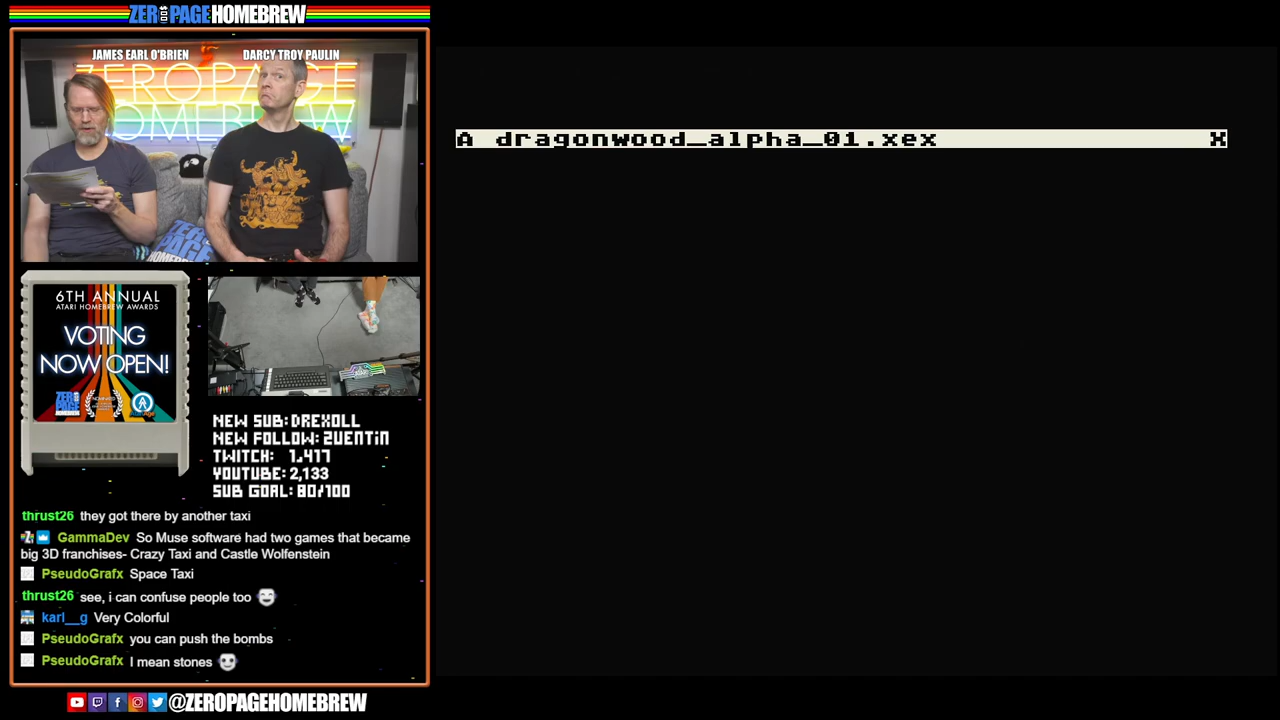 ZEROPAGE HOMEBREW
JAMES EARL O'BRIEN
DARCY TROY PAULIN
ZEROPAGE
HOMEBREW
6TH ANNUAL
ATARI HOMEBREW AWARDS
VOTING
NOW OPEN!
NEW SUB: DREXOLL
NEW FOLLOW: ZUENTIN
TWITCH: 1,417
YOUTUBE: 2,133
SUB GOAL: 80/100
thrust26 they got there by another taxi
GammaDev So Muse software had two games that became
big 3D franchises- Crazy Taxi and Castle Wolfenstein
PseudoGrafx Space Taxi
thrust26 see, i can confuse people too
karl__g Very Colorful
PseudoGrafx you can push the bombs
PseudoGrafx I mean stones
@ZEROPAGEHOMEBREW
A dragonwood_alpha_01.xex X